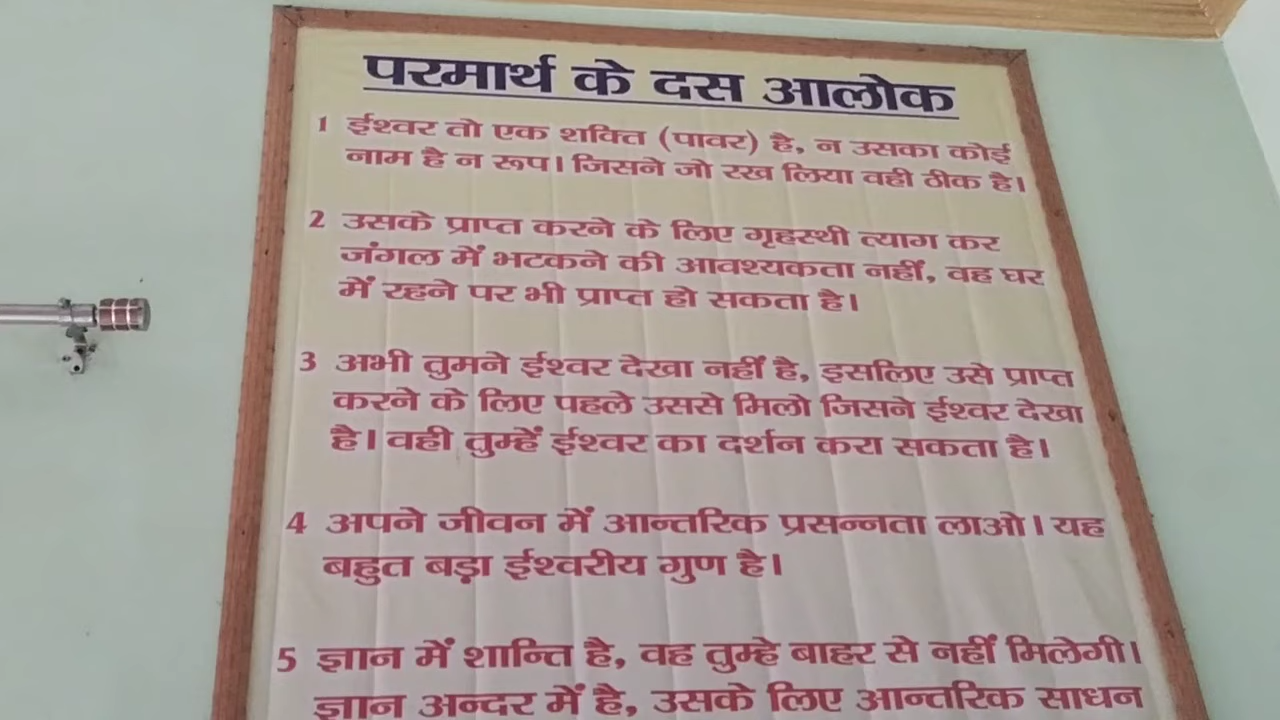 परमार्थ के दस आलोक
1 ईश्वर तो एक शक्ति (पावर) है, न उसका कोई
नाम है न रूप। जिसने जो रख लिया वही ठीक है।
2 उसके प्राप्त करने के लिए गृहस्थी त्याग कर
जंगल में भटकने की आवश्यकता नहीं, वह घर
में रहने पर भी प्राप्त हो सकता है।
3 अभी तुमने ईश्वर देखा नहीं है, इसलिए उसे प्राप्त
करने के लिए पहले उससे मिलो जिसने ईश्वर देखा
है। वही तुम्हें ईश्वर का दर्शन करा सकता है।
4 अपने जीवन में आन्तरिक प्रसन्नता लाओ। यह
बहुत बड़ा ईश्वरीय गुण है।
5 ज्ञान में शान्ति है, वह तुम्हे बाहर से नहीं मिलेगी।
ज्ञान अन्दर में है, उसके लिए आन्तरिक साधन